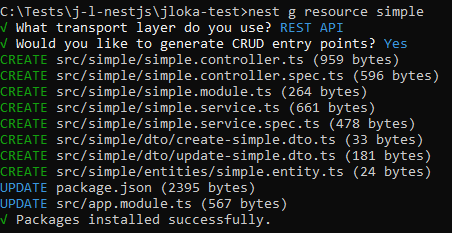 C:\Tests\j-l-nestjs\jloka-test>nest g resource simple
√ What transport layer do you use? REST API
√ Would you like to generate CRUD entry points? Yes
CREATE src/simple/simple.controller.ts (959 bytes)
CREATE src/simple/simple.controller.spec.ts (596 bytes)
CREATE src/simple/simple.module.ts (264 bytes)
CREATE src/simple/simple.service.ts (661 bytes)
CREATE src/simple/simple.service.spec.ts (478 bytes)
CREATE src/simple/dto/create-simple.dto.ts (33 bytes)
CREATE src/simple/dto/update-simple.dto.ts (181 bytes)
CREATE src/simple/entities/simple.entity.ts (24 bytes)
UPDATE package.json (2395 bytes)
UPDATE src/app.module.ts (567 bytes)
√ Packages installed successfully.